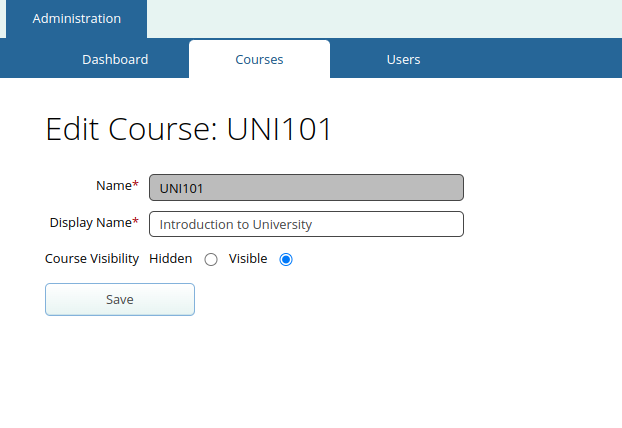 Administration
Dashboard Courses Users
Edit Course: UNI101
Name* UNI101
Display Name* Introduction to University
Course Visibility Hidden Visible
Save